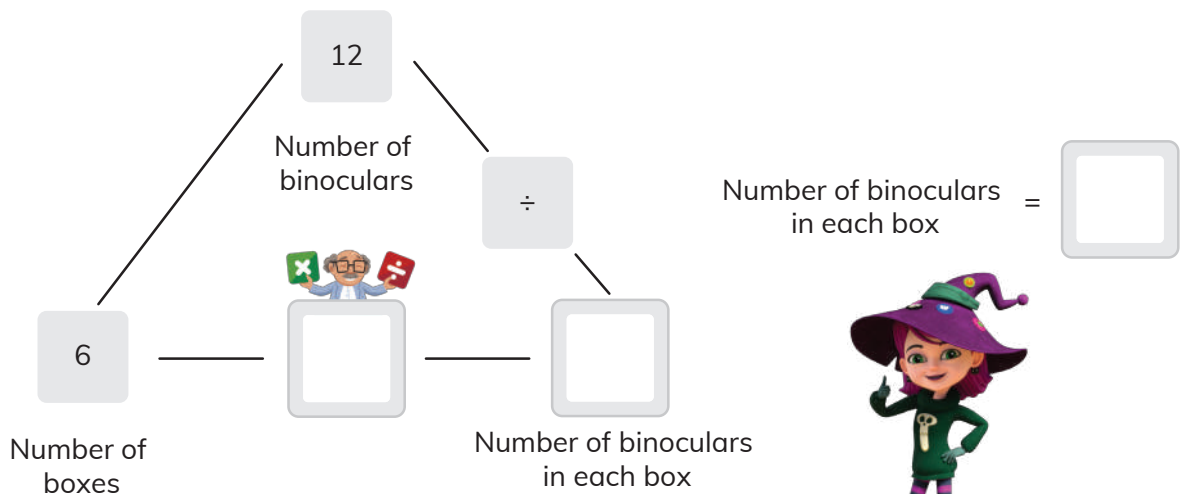 12
Number of
binoculars
÷
Number of binoculars
in each box
=
× ÷
6
Number of
boxes
Number of binoculars
in each box